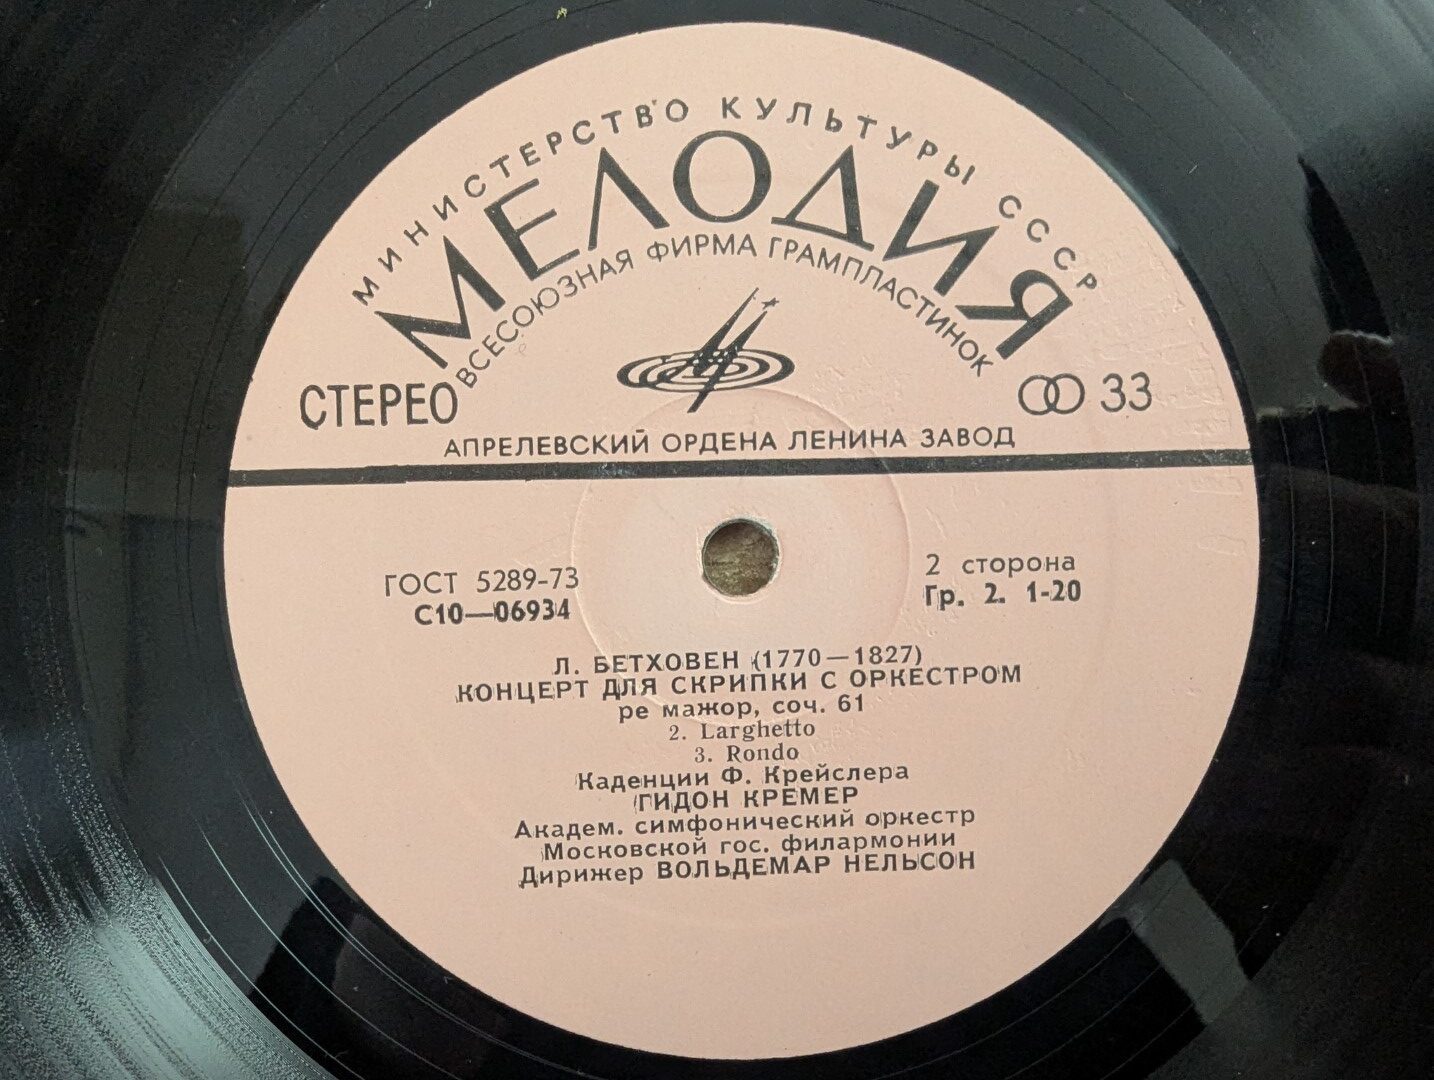 МИНИСТЕРСТВО КУЛЬТУРЫ СССР
МЕЛОДИЯ
ВСЕСОЮЗНАЯ ФИРМА ГРАМПЛАСТИНОК
СТЕРЕО
33
АПРЕЛЕВСКИЙ ОРДЕНА ЛЕНИНА ЗАВОД
ГОСТ 5289-73
С10—06934
2 сторона
Гр. 2. 1-20
Л. БЕТХОВЕН (1770—1827)
КОНЦЕРТ ДЛЯ СКРИПКИ С ОРКЕСТРОМ
ре мажор, соч. 61
2. Larghetto
3. Rondo
Каденции Ф. Крейслера
ГИДОН КРЕМЕР
Академ. симфонический оркестр
Московской гос. филармонии
Дирижер ВОЛЬДЕМАР НЕЛЬСОН